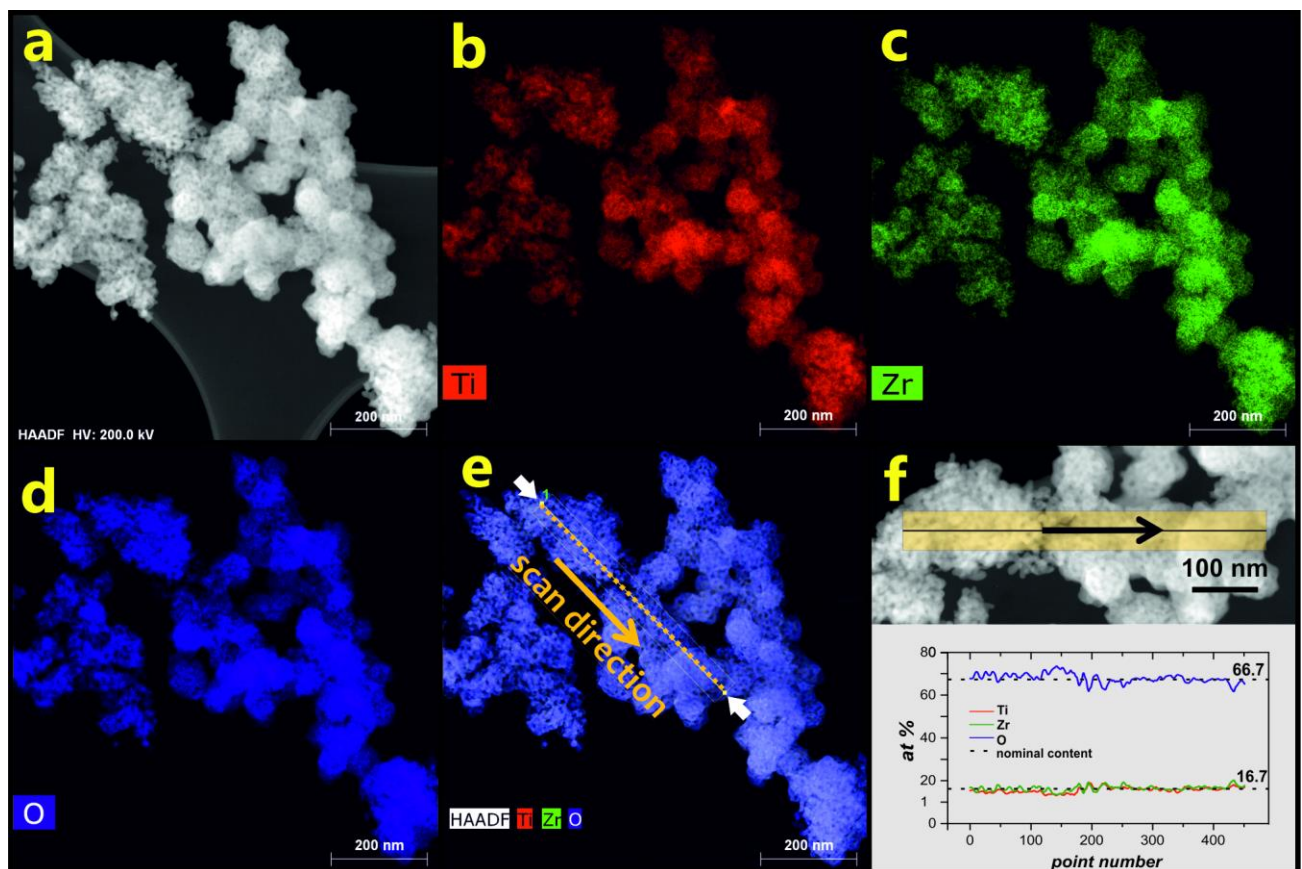 a
HAADF HV: 200.0 kV
200 nm
b
Ti
200 nm
c
Zr
200 nm
d
O
200 nm
e
scan direction
HAADF Ti Zr O
200 nm
f
100 nm
80
60
40
20
1
0
at %
66.7
Ti
Zr
O
nominal content
16.7
0 100 200 300 400
point number